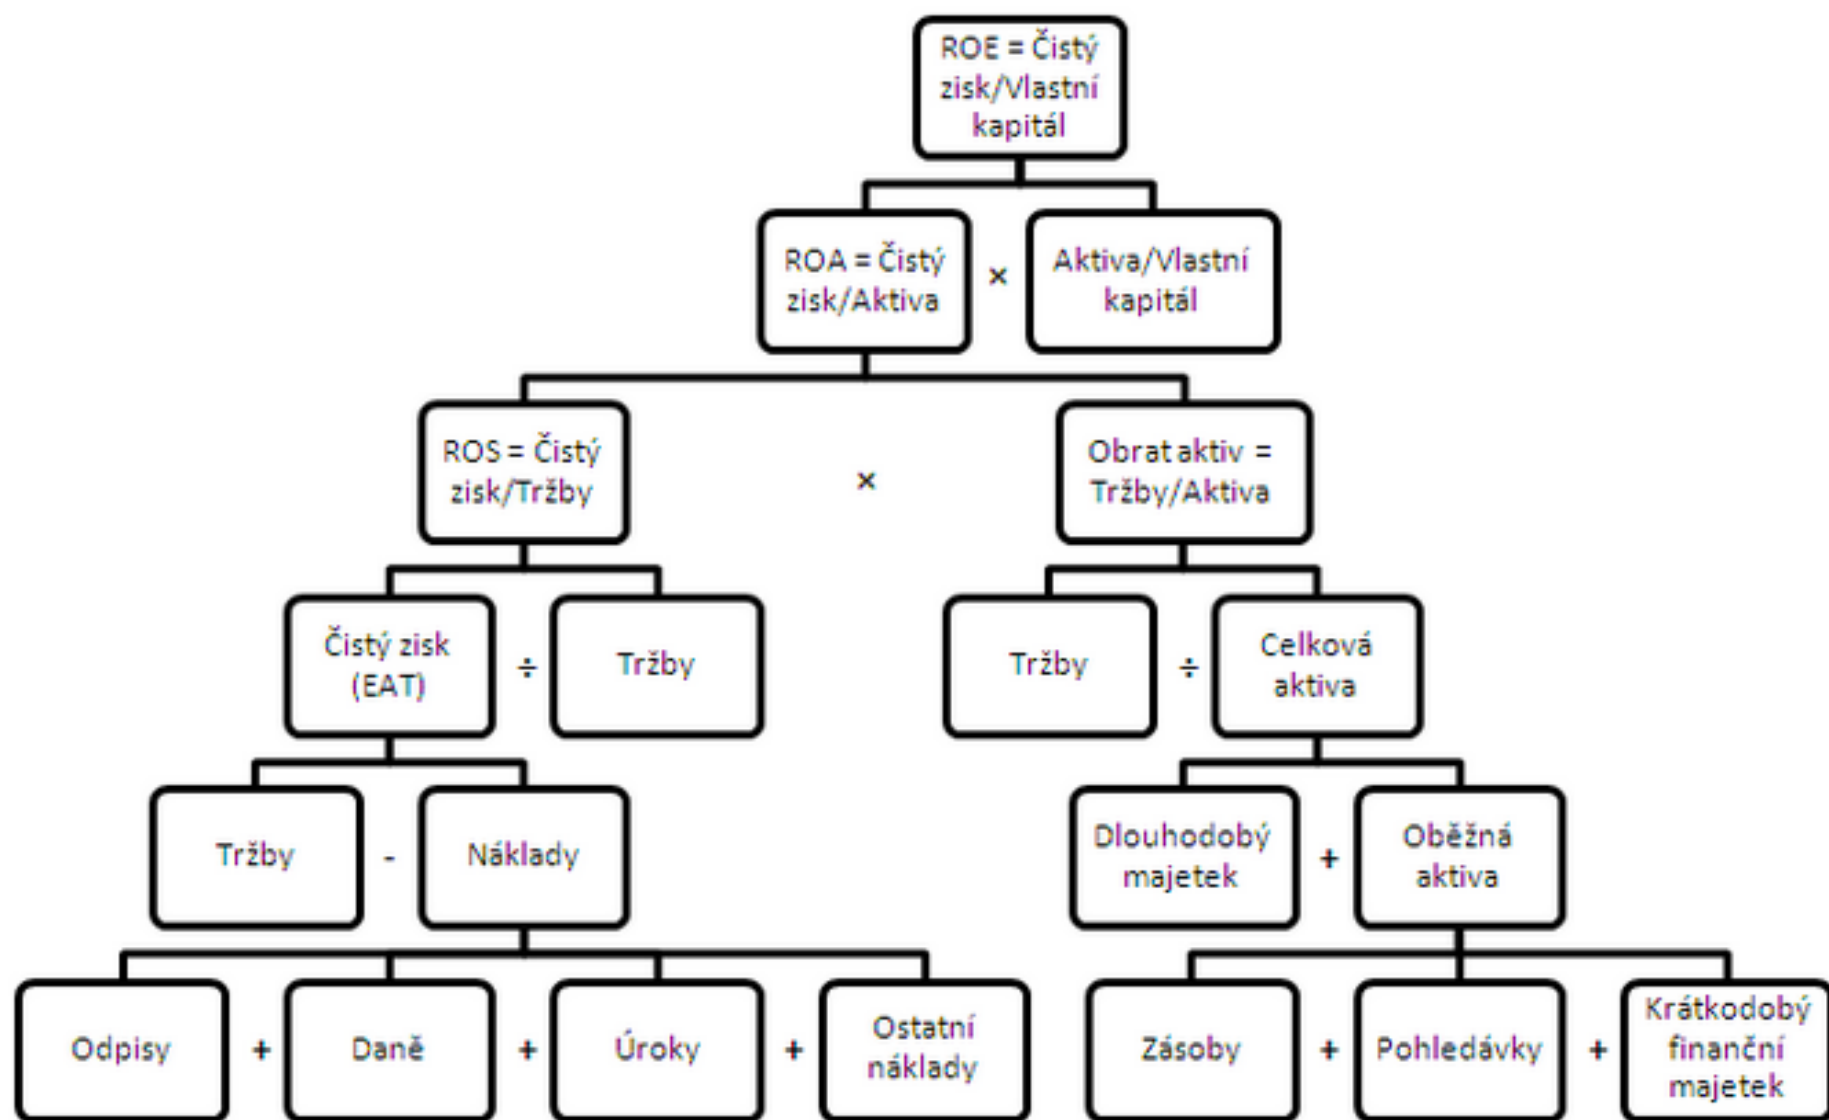 ROE = Čistý
zisk/Vlastní
kapitál
ROA = Čistý
zisk/Aktiva
×
Aktiva/Vlastní
kapitál
ROS = Čistý
zisk/Tržby
×
Obrat aktiv =
Tržby/Aktiva
Čistý zisk
(EAT)
÷
Tržby
Tržby
÷
Celková
aktiva
Tržby
-
Náklady
Dlouhodobý
majetek
+
Oběžná
aktiva
Odpisy
+
Daně
+
Úroky
+
Ostatní
náklady
Zásoby
+
Pohledávky
+
Krátkodobý
finanční
majetek